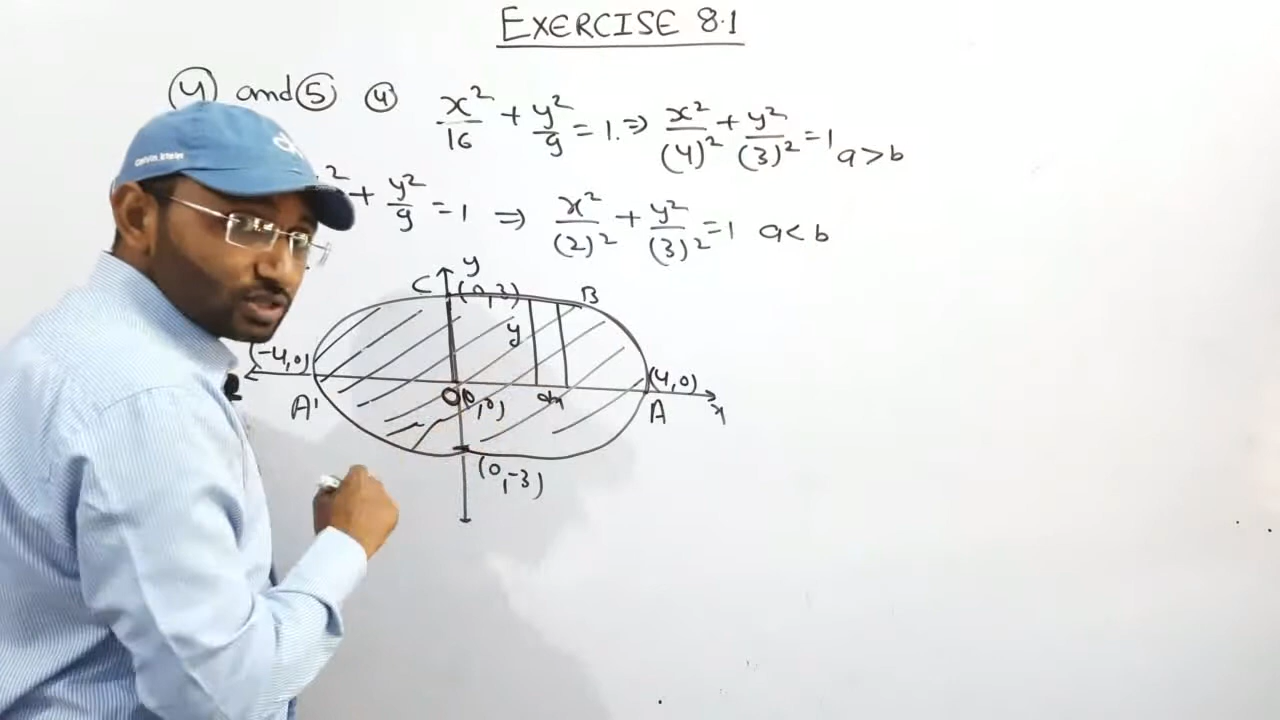 EXERCISE 8.1
④ and ⑤ ④ x²/16 + y²/9 = 1. ⇒ x²/(4)² + y²/(3)² = 1 a > b
² + y²/9 = 1 ⇒ x²/(2)² + y²/(3)² = 1 a < b
y
C (0,3) B
y
(-4,0) (4,0)
A' O (0,0) dx A x
(0,-3)